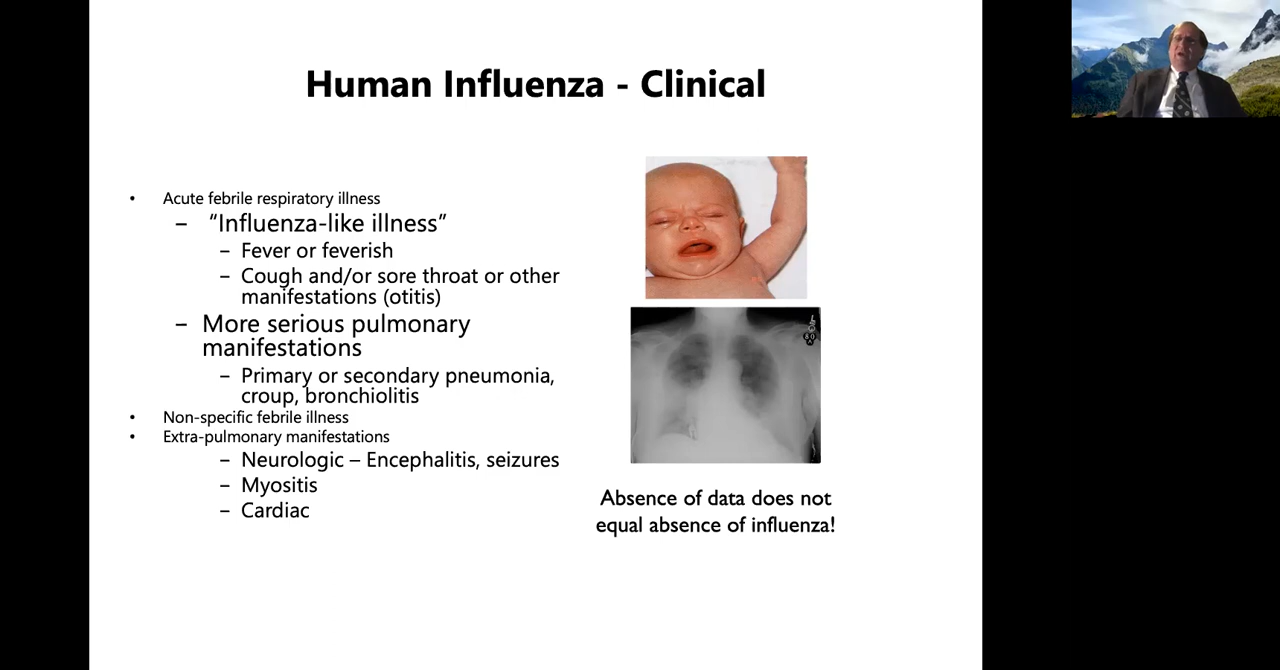 Human Influenza - Clinical
• Acute febrile respiratory illness
– “Influenza-like illness”
– Fever or feverish
– Cough and/or sore throat or other
manifestations (otitis)
– More serious pulmonary
manifestations
– Primary or secondary pneumonia,
croup, bronchiolitis
• Non-specific febrile illness
• Extra-pulmonary manifestations
– Neurologic – Encephalitis, seizures
– Myositis
– Cardiac
Absence of data does not
equal absence of influenza!